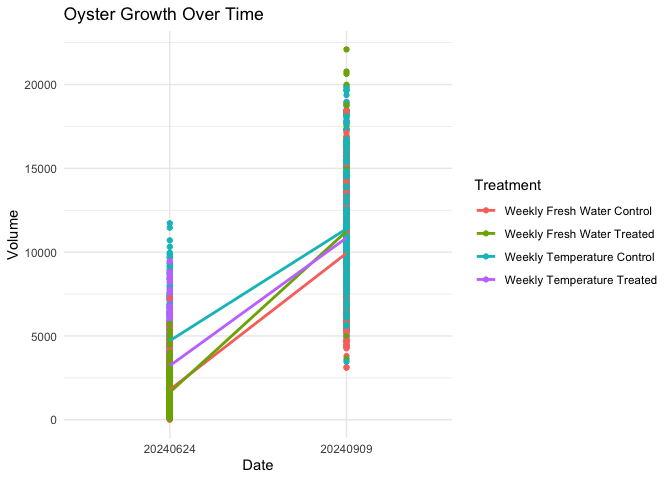 Oyster Growth Over Time
Volume
20000
15000
10000
5000
0
20240624
20240909
Date
Treatment
Weekly Fresh Water Control
Weekly Fresh Water Treated
Weekly Temperature Control
Weekly Temperature Treated